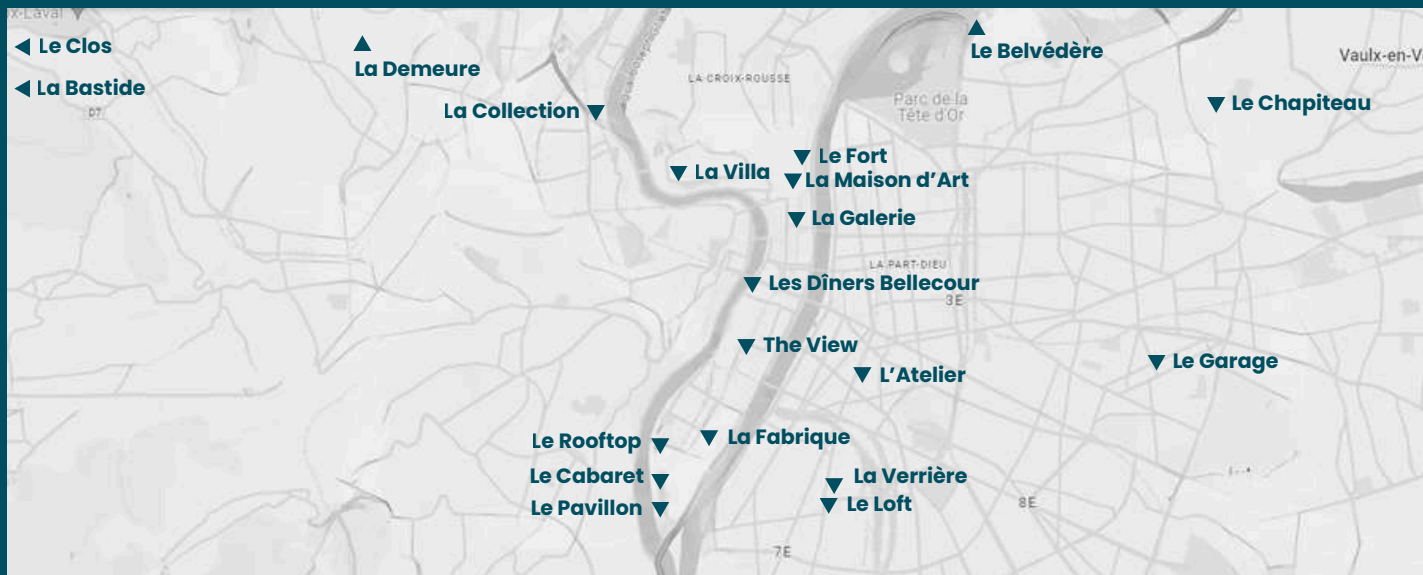 Le Clos
La Demeure
Le Belvédère
Vaulx-en-V
La Bastide
LA CROIX-ROUSSE
La Collection
Parc de la
Tête d'Or
Le Chapiteau
D7
Le Fort
La Villa
La Maison d’Art
La Galerie
LA PART-DIEU
Les Dîners Bellecour
3E
The View
Le Garage
L’Atelier
Le Rooftop
La Fabrique
Le Cabaret
La Verrière
Le Pavillon
Le Loft
8E
7E